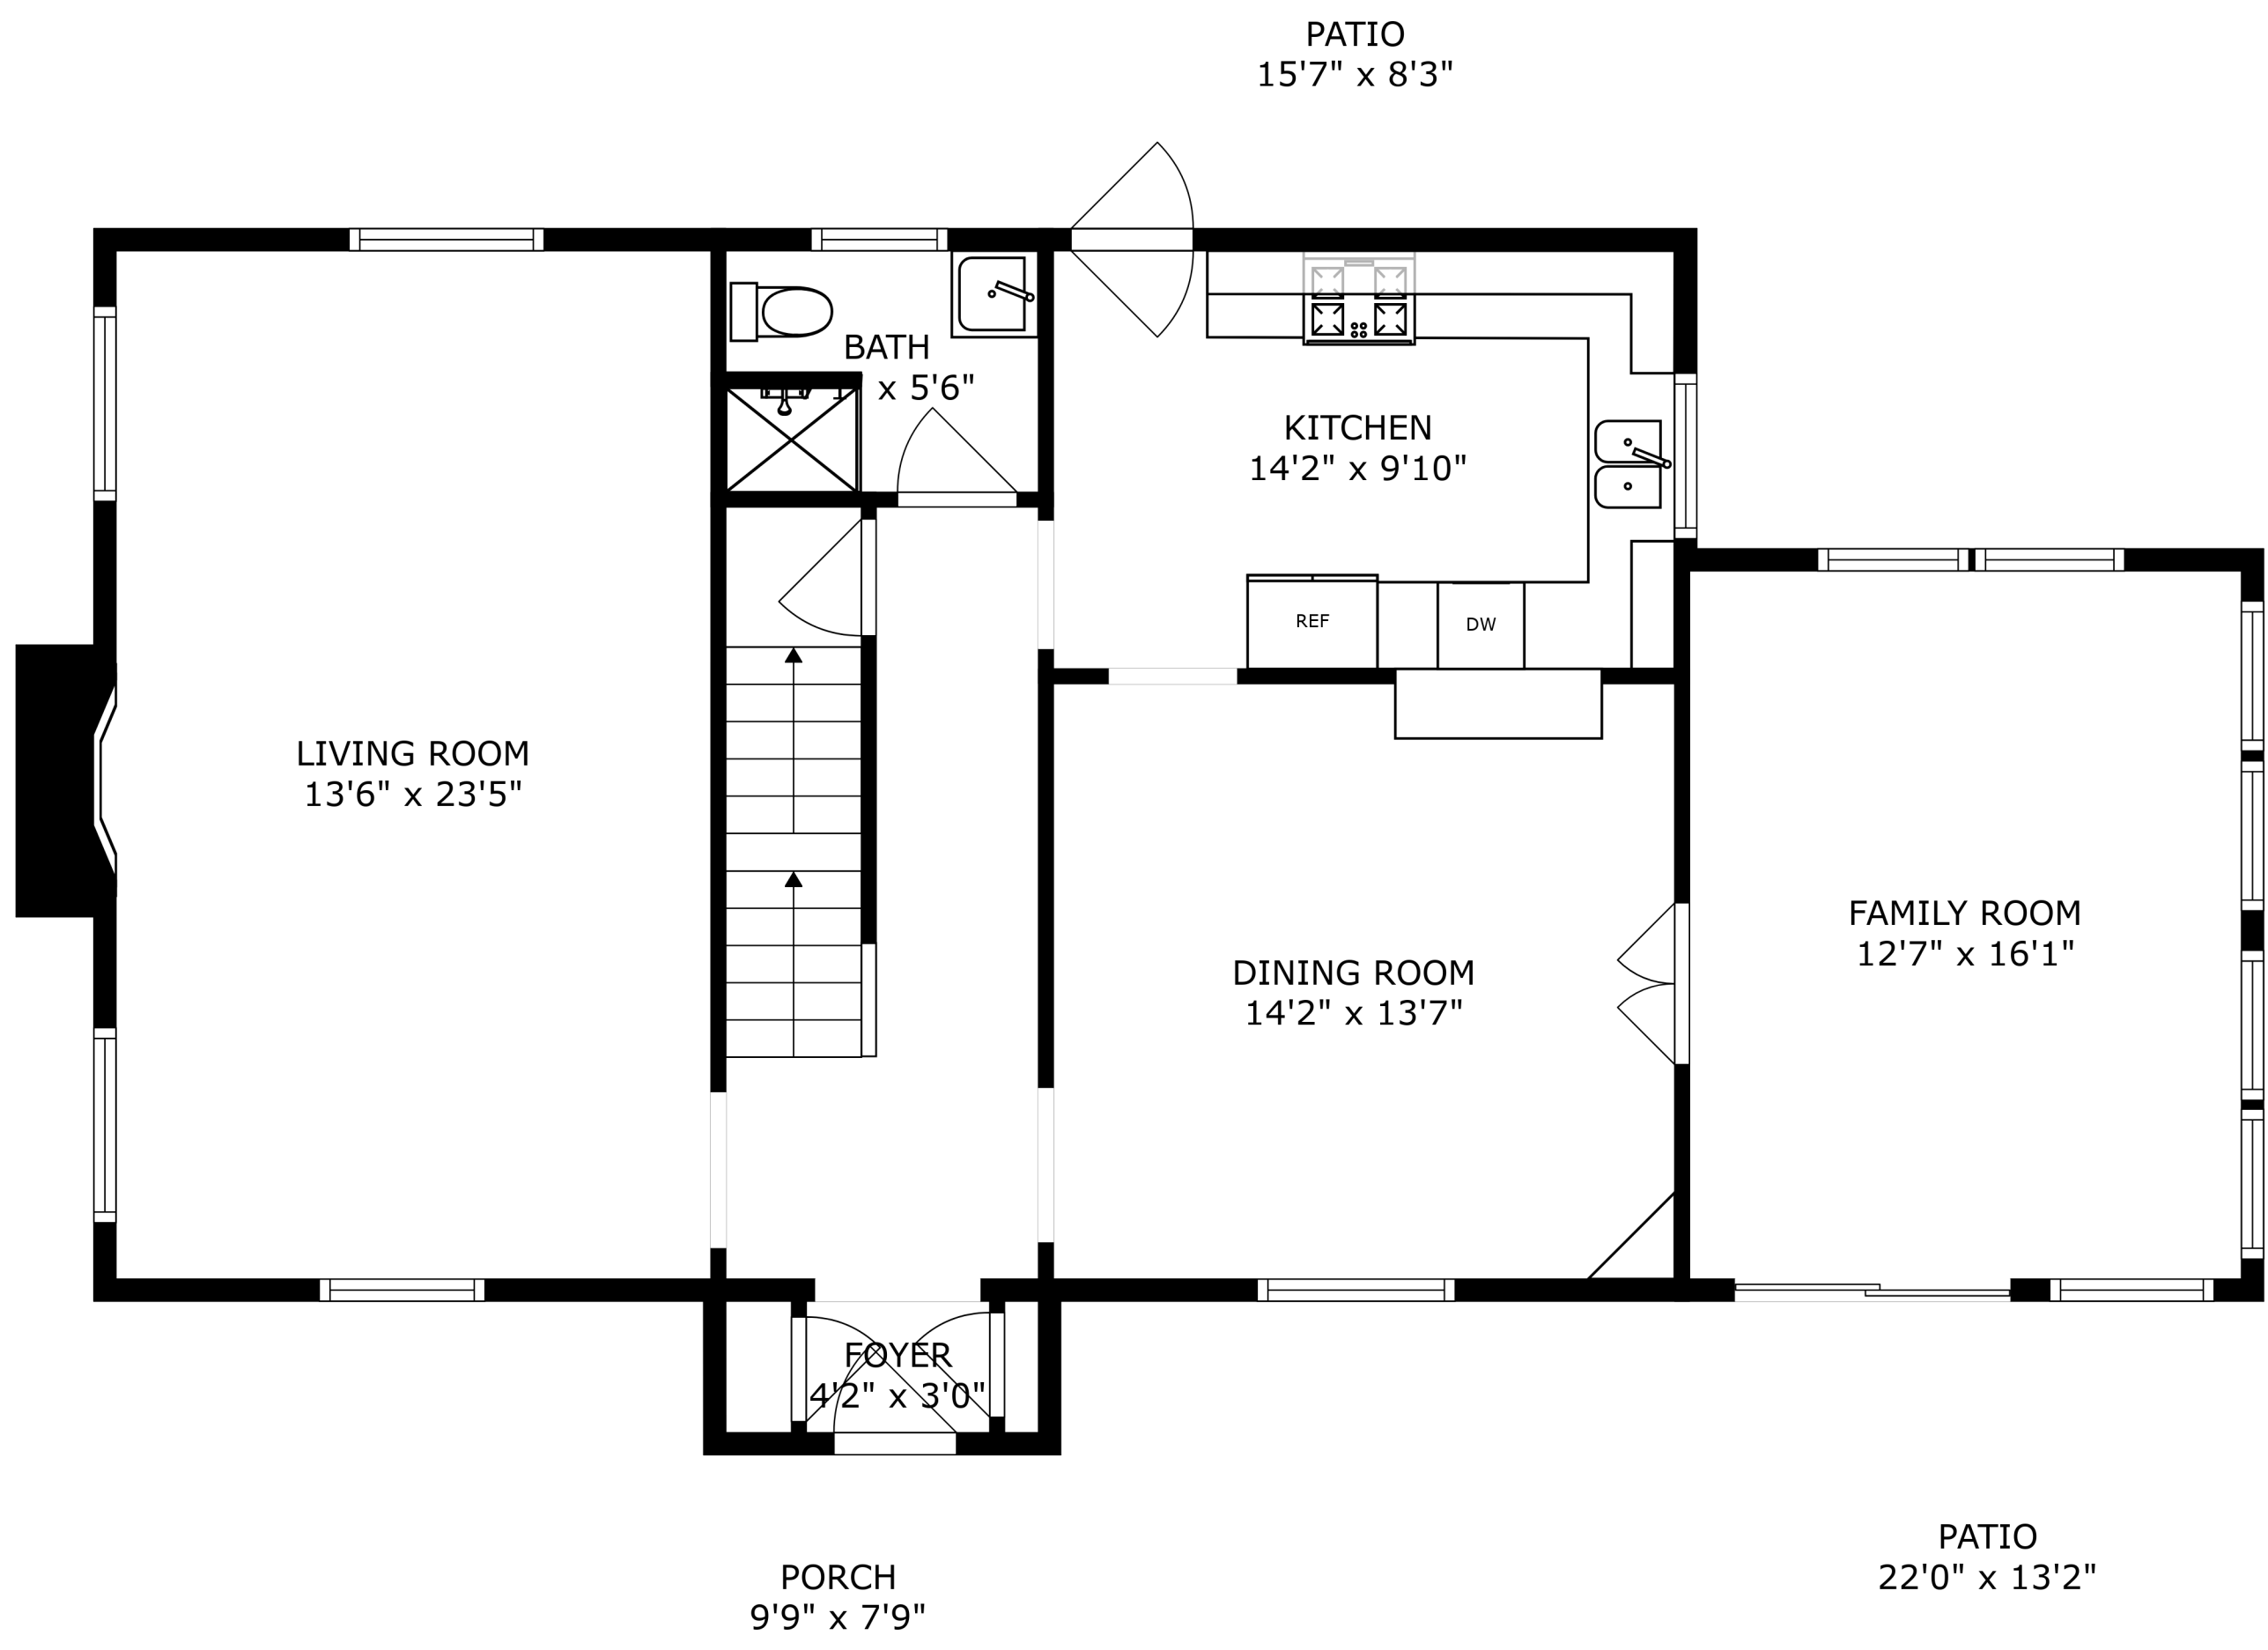 PATIO
15'7" x 8'3"
BATH
x 5'6"
KITCHEN
14'2" x 9'10"
REF
DW
LIVING ROOM
13'6" x 23'5"
FAMILY ROOM
12'7" x 16'1"
DINING ROOM
14'2" x 13'7"
FOYER
4'2" x 3'0"
PATIO
22'0" x 13'2"
PORCH
9'9" x 7'9"